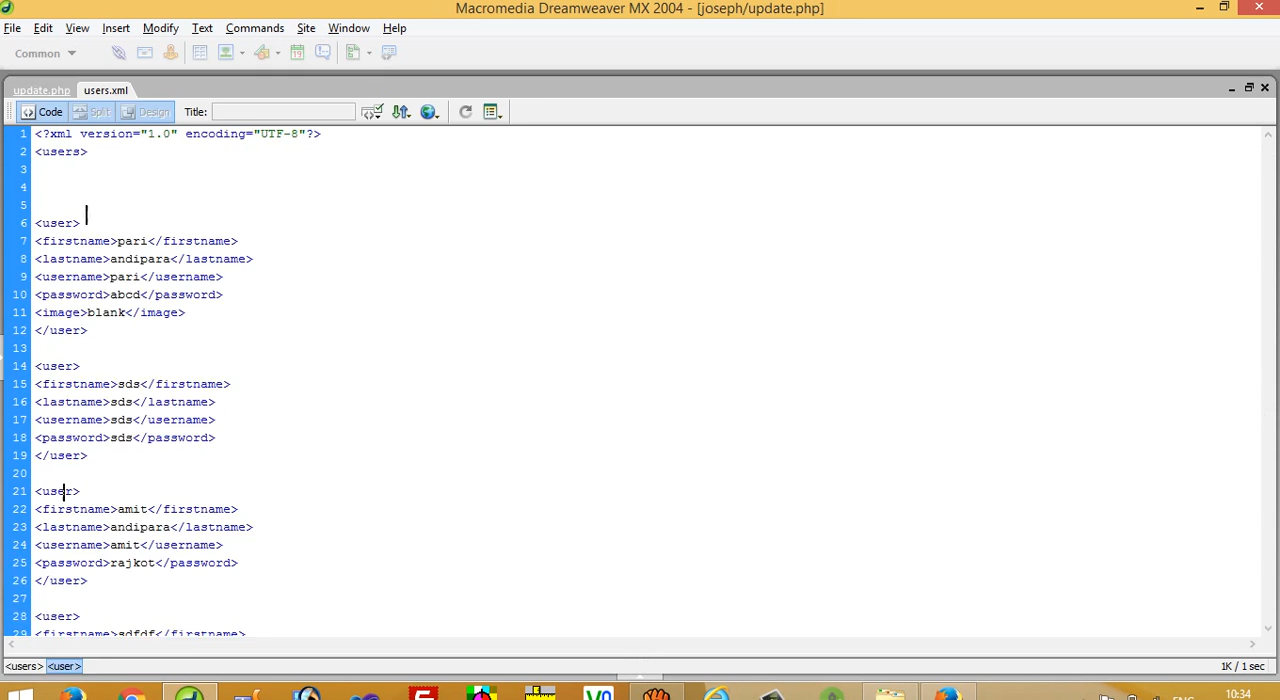 Macromedia Dreamweaver MX 2004 - [joseph/update.php]
File Edit View Insert Modify Text Commands Site Window Help
Common
update.php users.xml
Code Split Design Title:
1 <?xml version="1.0" encoding="UTF-8"?>
2 <users>
3
4
5
6 <user>
7 <firstname>pari</firstname>
8 <lastname>andipara</lastname>
9 <username>pari</username>
10 <password>abcd</password>
11 <image>blank</image>
12 </user>
13
14 <user>
15 <firstname>sds</firstname>
16 <lastname>sds</lastname>
17 <username>sds</username>
18 <password>sds</password>
19 </user>
20
21 <user>
22 <firstname>amit</firstname>
23 <lastname>andipara</lastname>
24 <username>amit</username>
25 <password>rajkot</password>
26 </user>
27
28 <user>
29 <firstname>sdfdf</firstname>
<users> <user> 1K / 1 sec
ENG 10:34